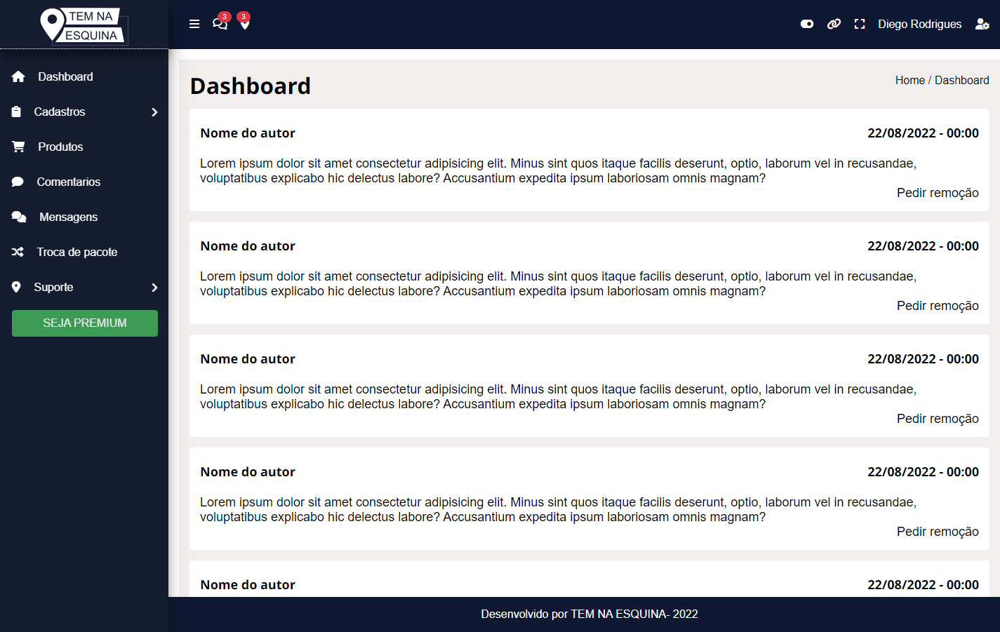 TEM NA
ESQUINA
3
3
Diego Rodrigues
Dashboard
Cadastros
Produtos
Comentarios
Mensagens
Troca de pacote
Suporte
SEJA PREMIUM
Dashboard
Home / Dashboard
Nome do autor
22/08/2022 - 00:00
Lorem ipsum dolor sit amet consectetur adipisicing elit. Minus sint quos itaque facilis deserunt, optio, laborum vel in recusandae,
voluptatibus explicabo hic delectus labore? Accusantium expedita ipsum laboriosam omnis magnam?
Pedir remoção
Nome do autor
22/08/2022 - 00:00
Lorem ipsum dolor sit amet consectetur adipisicing elit. Minus sint quos itaque facilis deserunt, optio, laborum vel in recusandae,
voluptatibus explicabo hic delectus labore? Accusantium expedita ipsum laboriosam omnis magnam?
Pedir remoção
Nome do autor
22/08/2022 - 00:00
Lorem ipsum dolor sit amet consectetur adipisicing elit. Minus sint quos itaque facilis deserunt, optio, laborum vel in recusandae,
voluptatibus explicabo hic delectus labore? Accusantium expedita ipsum laboriosam omnis magnam?
Pedir remoção
Nome do autor
22/08/2022 - 00:00
Lorem ipsum dolor sit amet consectetur adipisicing elit. Minus sint quos itaque facilis deserunt, optio, laborum vel in recusandae,
voluptatibus explicabo hic delectus labore? Accusantium expedita ipsum laboriosam omnis magnam?
Pedir remoção
Nome do autor
22/08/2022 - 00:00
Desenvolvido por TEM NA ESQUINA- 2022